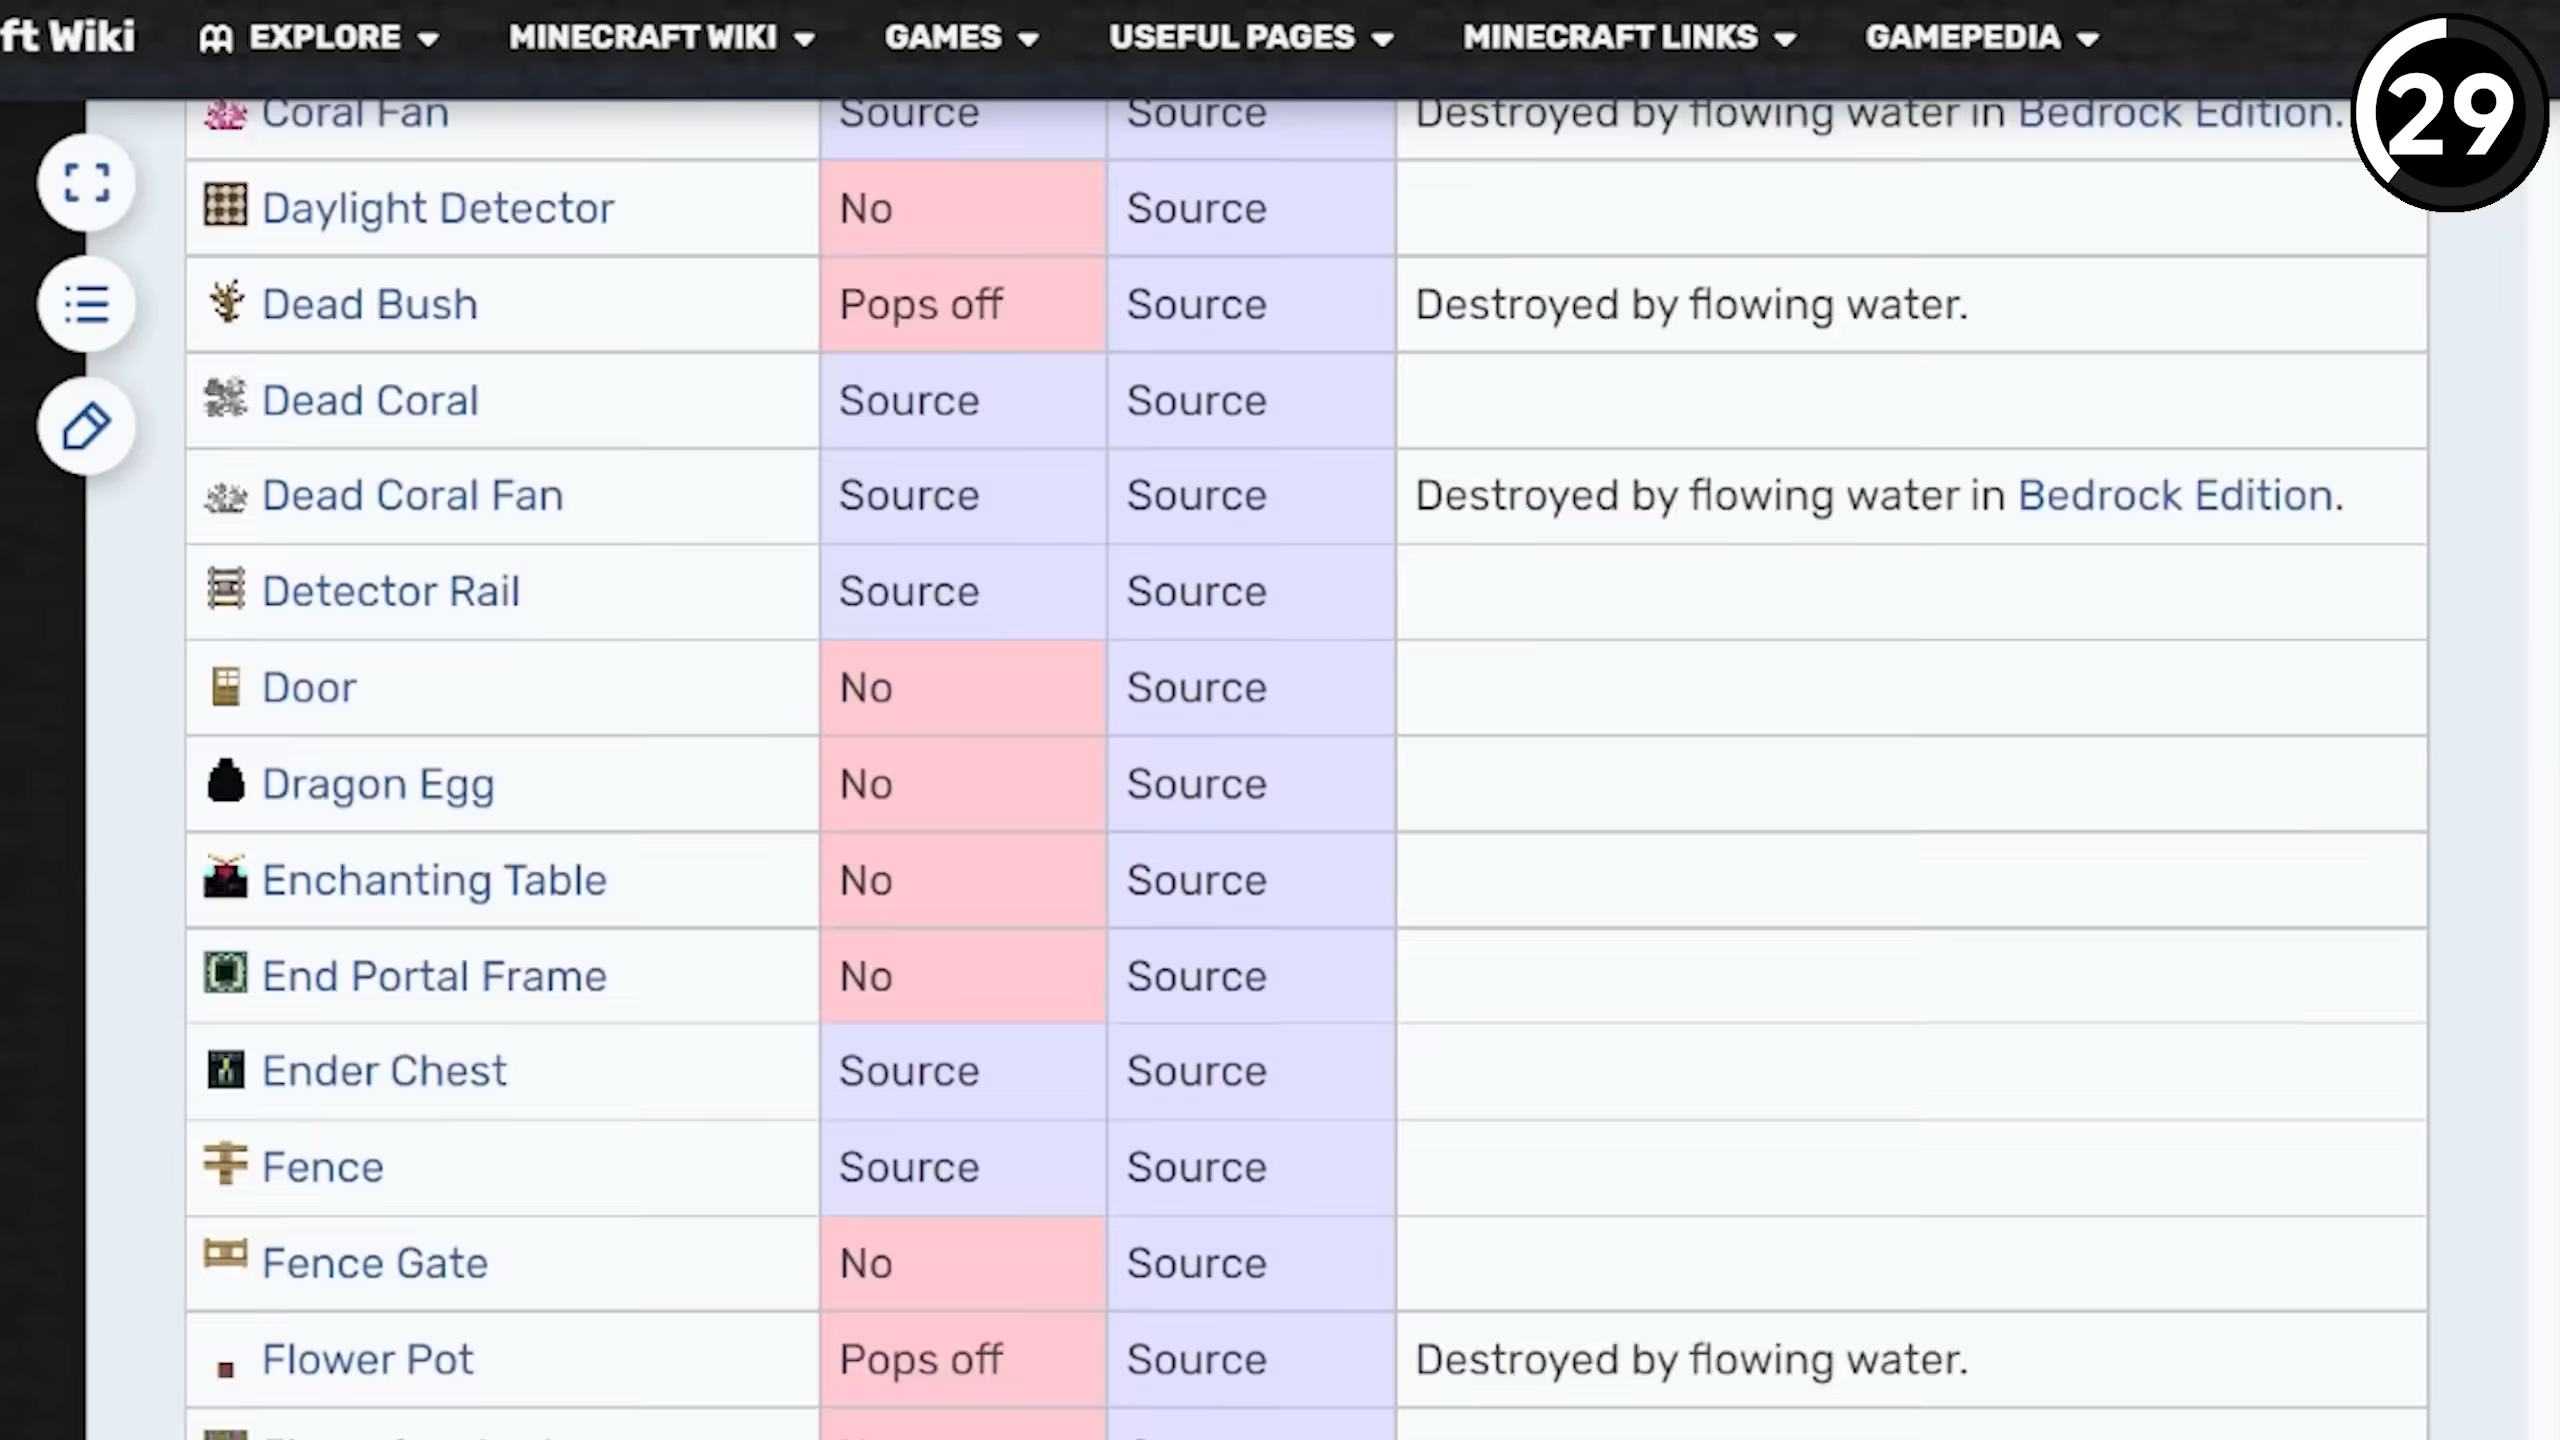 ft Wiki EXPLORE MINECRAFT WIKI GAMES USEFUL PAGES MINECRAFT LINKS GAMEPEDIA
29
Coral Fan Source Source Destroyed by flowing water in Bedrock Edition.
Daylight Detector No Source
Dead Bush Pops off Source Destroyed by flowing water.
Dead Coral Source Source
Dead Coral Fan Source Source Destroyed by flowing water in Bedrock Edition.
Detector Rail Source Source
Door No Source
Dragon Egg No Source
Enchanting Table No Source
End Portal Frame No Source
Ender Chest Source Source
Fence Source Source
Fence Gate No Source
Flower Pot Pops off Source Destroyed by flowing water.